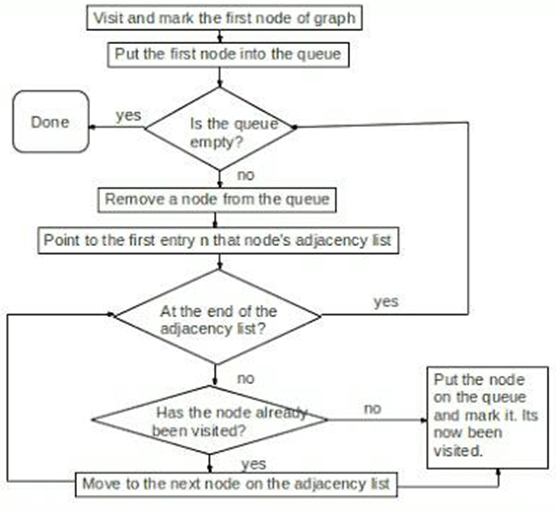 Visit and mark the first node of graph
Put the first node into the queue
Is the queue
empty?
yes
Done
no
Remove a node from the queue
Point to the first entry n that node's adjacency list
At the end of the
adjacency list?
yes
no
Has the node already
been visited?
no
Put the node
on the queue
and mark it. Its
now been
visited.
yes
Move to the next node on the adjacency list